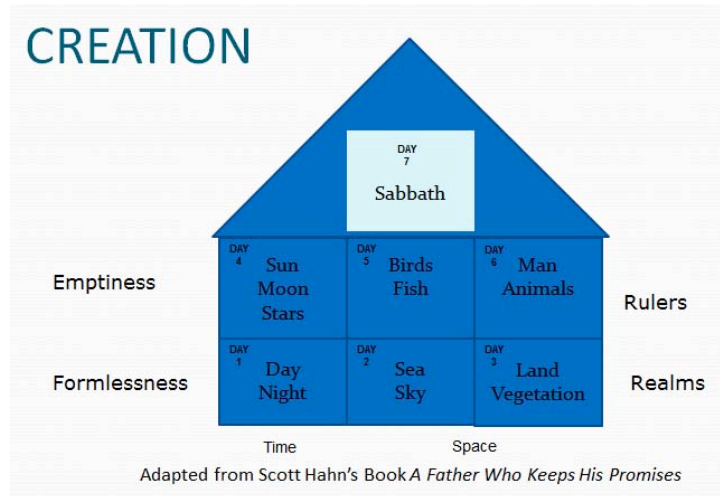 CREATION
DAY
7
Sabbath
Emptiness
DAY
4
Sun
Moon
Stars
DAY
5
Birds
Fish
DAY
6
Man
Animals
Rulers
Formlessness
DAY
1
Day
Night
DAY
2
Sea
Sky
DAY
3
Land
Vegetation
Realms
Time
Space
Adapted from Scott Hahn's Book A Father Who Keeps His Promises